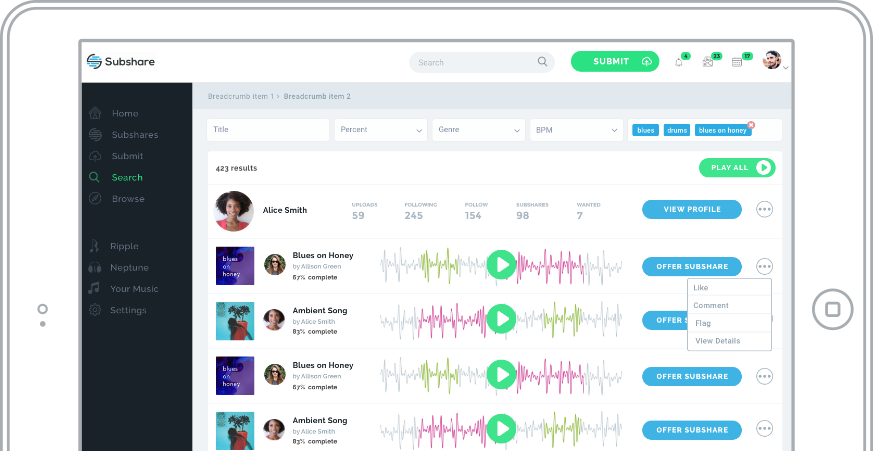 Subshare
Search
SUBMIT
4
23
17
Home
Subshares
Submit
Search
Browse
Ripple
Neptune
Your Music
Settings
Breadcrumb item 1 > Breadcrumb item 2
Title
Percent
Genre
BPM
blues
drums
blues on honey
423 results
PLAY ALL
Alice Smith
UPLOADS
59
FOLLOWING
245
FOLLOW
154
SUBSHARES
98
WANTED
7
VIEW PROFILE
blues
on
honey
Blues on Honey
by Allison Green
67% complete
OFFER SUBSHARE
Like
Comment
Flag
View Details
Ambient Song
by Alice Smith
83% complete
OFFER S
blues
on
honey
Blues on Honey
by Allison Green
67% complete
OFFER SUBSHARE
Ambient Song
by Alice Smith
83% complete
OFFER SUBSHARE